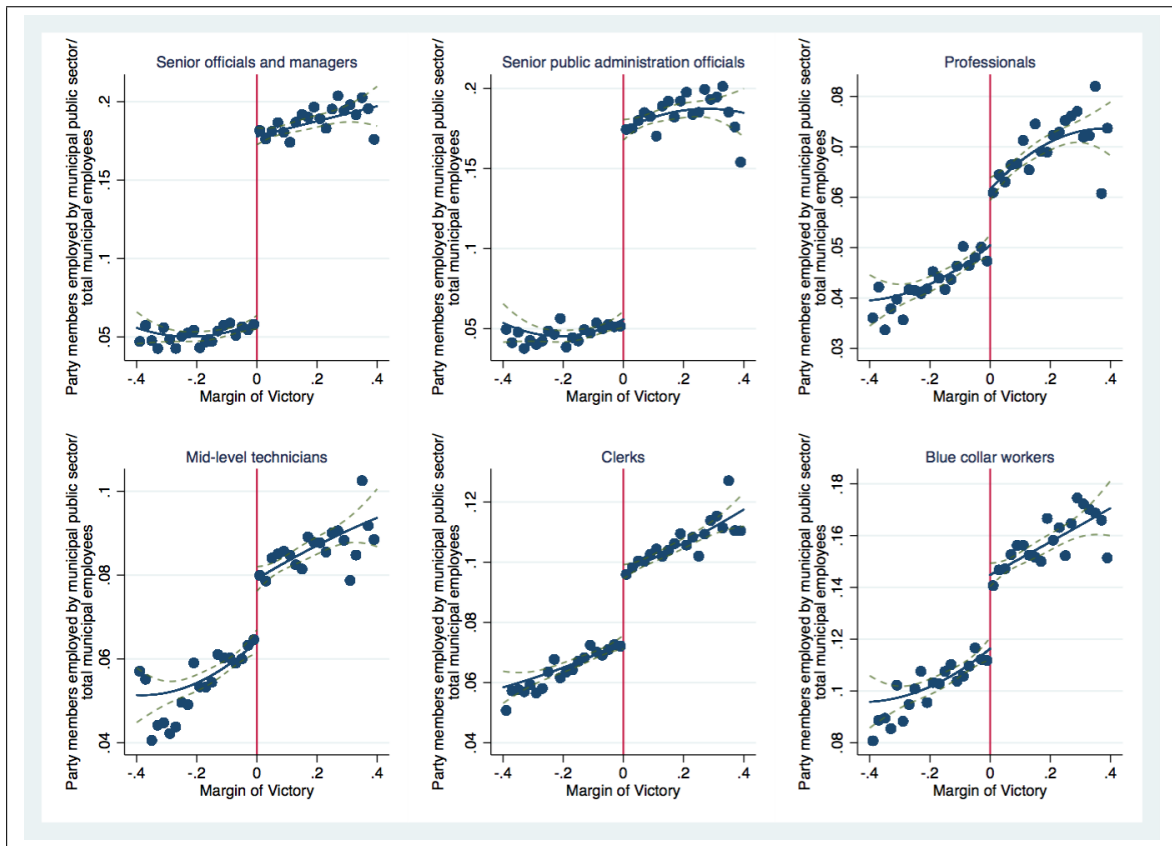 Senior officials and managers
Party members employed by municipal public sector/
total municipal employees
.2
.15
.1
.05
-.4 -.2 0 .2 .4
Margin of Victory
Senior public administration officials
Party members employed by municipal public sector/
total municipal employees
.2
.15
.1
.05
-.4 -.2 0 .2 .4
Margin of Victory
Professionals
Party members employed by municipal public sector/
total municipal employees
.08
.07
.06
.05
.04
.03
-.4 -.2 0 .2 .4
Margin of Victory
Mid-level technicians
Party members employed by municipal public sector/
total municipal employees
.1
.08
.06
.04
-.4 -.2 0 .2 .4
Margin of Victory
Clerks
Party members employed by municipal public sector/
total municipal employees
.12
.1
.08
.06
.04
-.4 -.2 0 .2 .4
Margin of Victory
Blue collar workers
Party members employed by municipal public sector/
total municipal employees
.18
.16
.14
.12
.1
.08
-.4 -.2 0 .2 .4
Margin of Victory